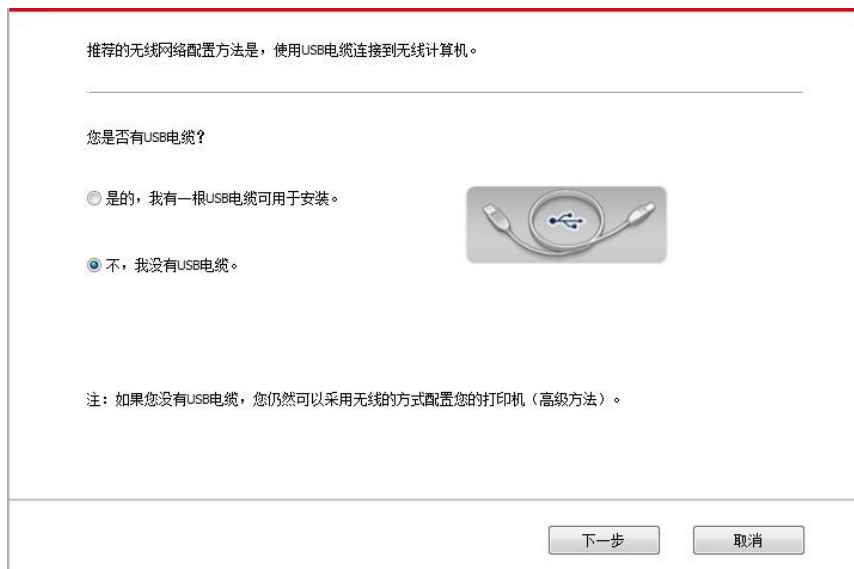 推荐的无线网络配置方法是，使用USB电缆连接到无线计算机。
您是否有USB电缆?
是的，我有一根USB电缆可用于安装。
不，我没有USB电缆。
注：如果您没有USB电缆，您仍然可以采用无线的方式配置您的打印机（高级方法）。
下一步
取消